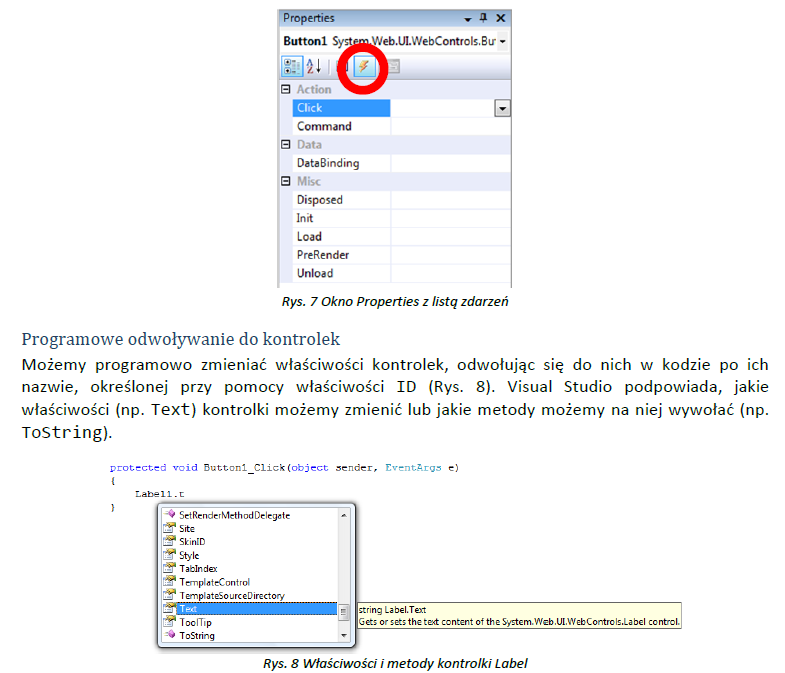 Properties
Button1 System.Web.UI.WebControls.But
Action
Click
Command
Data
DataBinding
Misc
Disposed
Init
Load
PreRender
Unload
Rys. 7 Okno Properties z listą zdarzeń
Programowe odwoływanie do kontrolek
Możemy programowo zmieniać właściwości kontrolek, odwołując się do nich w kodzie po ich
nazwie, określonej przy pomocy właściwości ID (Rys. 8). Visual Studio podpowiada, jakie
właściwości (np. Text) kontrolki możemy zmienić lub jakie metody możemy na niej wywołać (np.
ToString).
protected void Button1_Click(object sender, EventArgs e)
{
Label1.t
}
SetRenderMethodDelegate
Site
SkinID
Style
TabIndex
TemplateControl
TemplateSourceDirectory
Text
ToolTip
ToString
string Label.Text
Gets or sets the text content of the System.Web.UI.WebControls.Label control.
Rys. 8 Właściwości i metody kontrolki Label